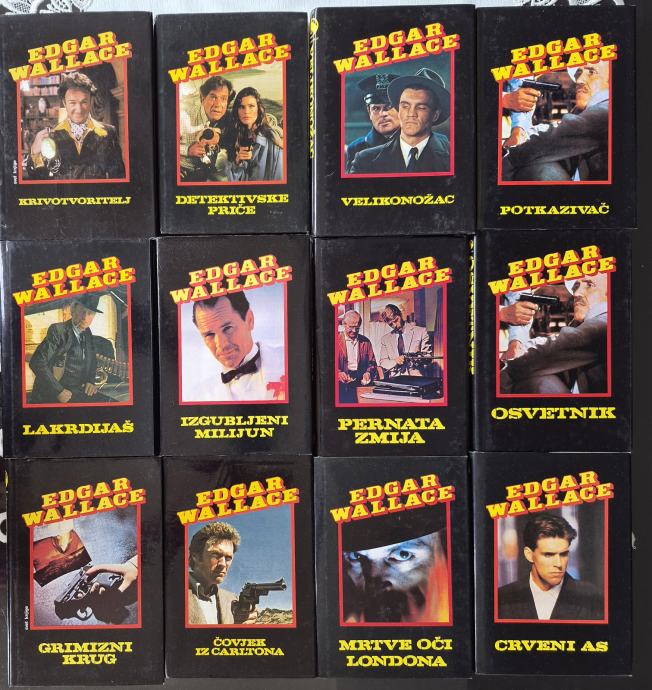 EDGAR
WALLACE
KRIVOTVORITELJ
EDGAR
WALLACE
DETEKTIVSKE
PRIČE
EDGAR
WALLACE
VELIKONOŽAC
EDGAR
WALLACE
POTKAZIVAČ
EDGAR
WALLACE
LAKRDIJAŠ
EDGAR
WALLACE
IZGUBLJENI
MILIJUN
EDGAR
WALLACE
PERNATA
ZMIJA
EDGAR
WALLACE
OSVETNIK
EDGAR
WALLACE
GRIMIZNI
KRUG
EDGAR
WALLACE
ČOVJEK
IZ CARLTONA
EDGAR
WALLACE
MRTVE OČI
LONDONA
EDGAR
WALLACE
CRVENI AS